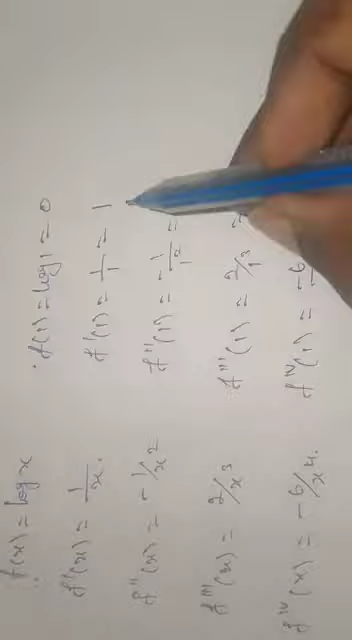 f(x) = log x f(1) = log 1 = 0
f'(x) = 1/x. f'(1) = 1/1 = 1
f''(x) = -1/x² f''(1) = -1/1² =
f'''(x) = 2/x³ f'''(1) = 2/1³ =
f^IV(x) = -6/x⁴. f^IV(1) = -6